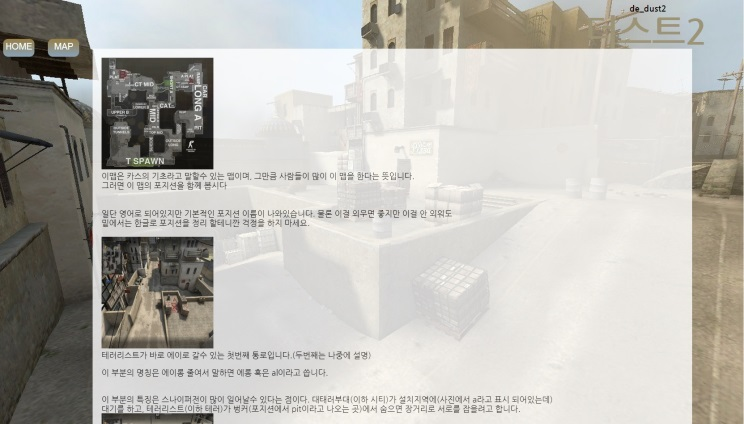 de_dust2
더스트2
HOME
MAP
CT MID
CAT
LONG A
CAR
UPPER B
MID
PIT
T SPAWN
이맵은 카스의 기초라고 말할수 있는 맵이며, 그만큼 사람들이 많이 이 맵을 한다는 뜻입니다.
그러면 이 맵의 포지션을 함께 봅시다
일단 영어로 되어있지만 기본적인 포지션 이름이 나와있습니다. 물론 이걸 외우면 좋지만 이걸 안 외워도
밑에서는 한글로 포지션을 정리 할테니깐 걱정을 하지 마세요.
테러리스트가 바로 에이로 갈수 있는 첫번째 통로입니다.(두번째는 나중에 설명)
이 부분의 명칭은 에이롱 줄여서 말하면 에롱 혹은 al이라고 씁니다.
이 부분의 특징은 스나이퍼전이 많이 일어날수 있다는 점이다. 대태러부대(이하 시티)가 설치지역에(사진에서 a라고 표시 되어있는데)
대기를 하고, 테러리스트(이하 테러)가 벙커(포지션에서 pit이라고 나오는 곳)에서 숨으면 장거리로 서로를 잡을려고 합니다.